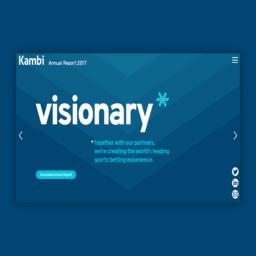 Kambi Annual Report 2017
visionary*
*together with our partners,
we're creating the world's leading
sports betting experience.
Download Annual Report